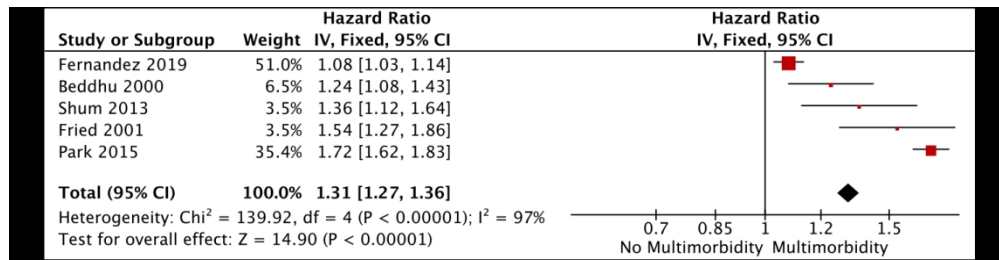 Hazard Ratio Hazard Ratio
Study or Subgroup Weight IV, Fixed, 95% CI IV, Fixed, 95% CI
Fernandez 2019 51.0% 1.08 [1.03, 1.14]
Beddhu 2000 6.5% 1.24 [1.08, 1.43]
Shum 2013 3.5% 1.36 [1.12, 1.64]
Fried 2001 3.5% 1.54 [1.27, 1.86]
Park 2015 35.4% 1.72 [1.62, 1.83]
Total (95% CI) 100.0% 1.31 [1.27, 1.36]
Heterogeneity: Chi² = 139.92, df = 4 (P < 0.00001); I² = 97%
Test for overall effect: Z = 14.90 (P < 0.00001)
0.7 0.85 1 1.2 1.5
No Multimorbidity Multimorbidity